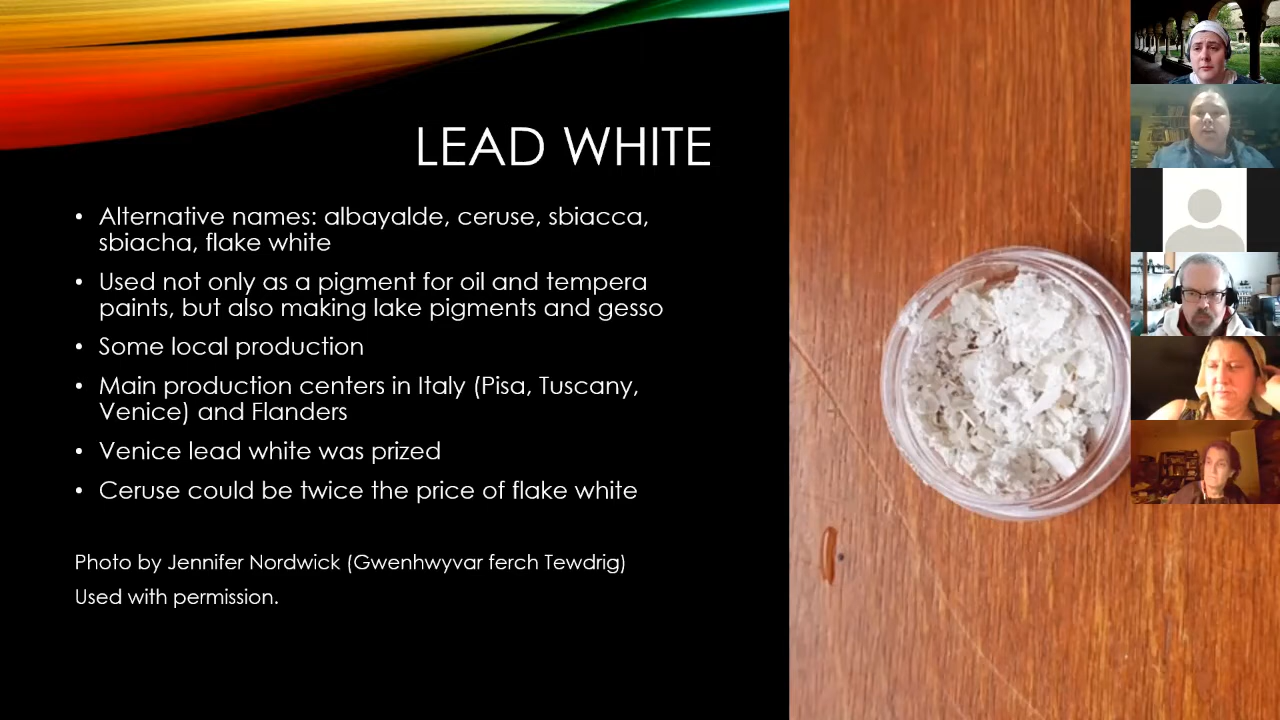 LEAD WHITE
• Alternative names: albayalde, ceruse, sbiacca,
sbiacha, flake white
• Used not only as a pigment for oil and tempera
paints, but also making lake pigments and gesso
• Some local production
• Main production centers in Italy (Pisa, Tuscany,
Venice) and Flanders
• Venice lead white was prized
• Ceruse could be twice the price of flake white
Photo by Jennifer Nordwick (Gwenhwyvar ferch Tewdrig)
Used with permission.